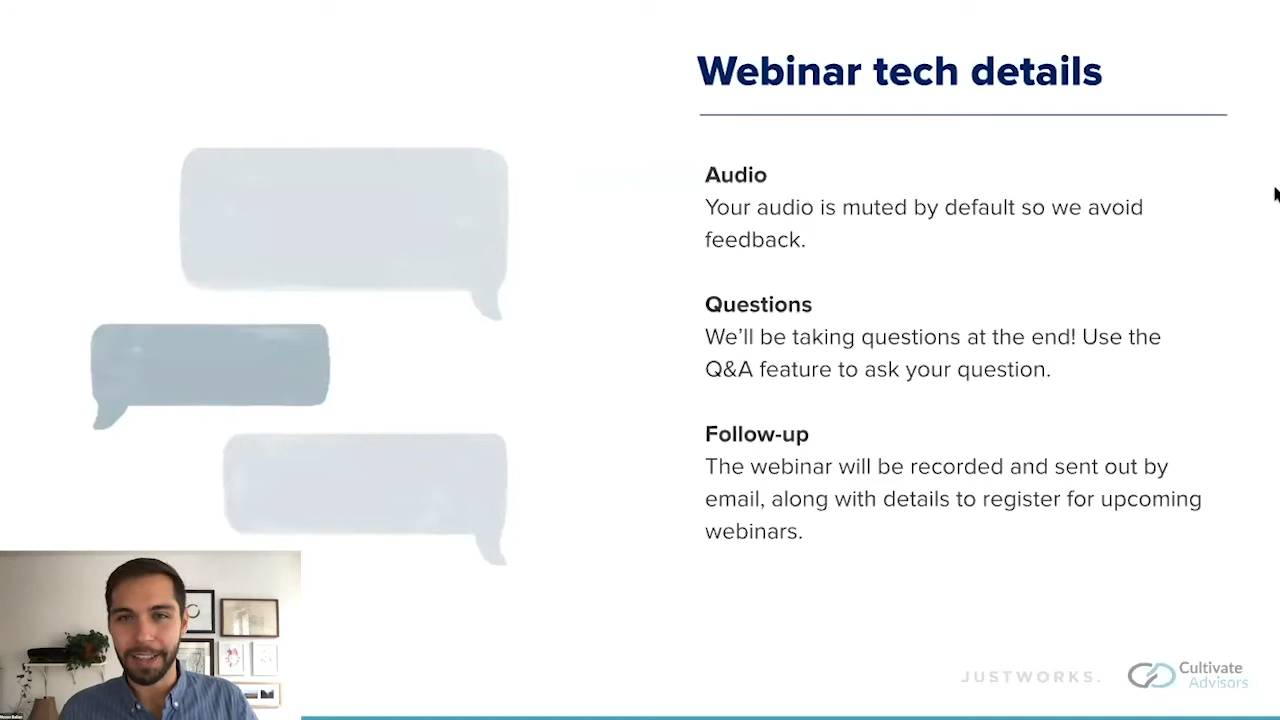 Webinar tech details
Audio
Your audio is muted by default so we avoid
feedback.
Questions
We'll be taking questions at the end! Use the
Q&A feature to ask your question.
Follow-up
The webinar will be recorded and sent out by
email, along with details to register for upcoming
webinars.
JUSTWORKS.
Cultivate
Advisors